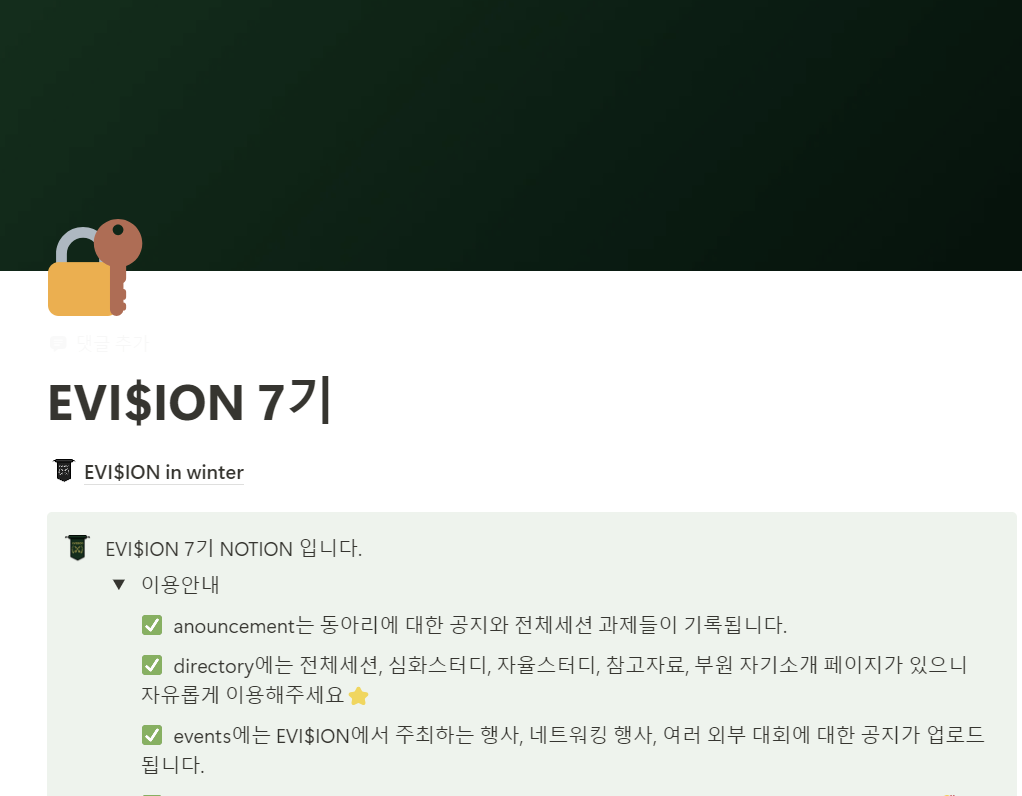 댓글 추가
EVI$ION 7기
EVI$ION in winter
EVI$ION 7기 NOTION 입니다.
이용안내
anouncement는 동아리에 대한 공지와 전체세션 과제들이 기록됩니다.
directory에는 전체세션, 심화스터디, 자율스터디, 참고자료, 부원 자기소개 페이지가 있으니
자유롭게 이용해주세요
events에는 EVI$ION에서 주최하는 행사, 네트워킹 행사, 여러 외부 대회에 대한 공지가 업로드
됩니다.